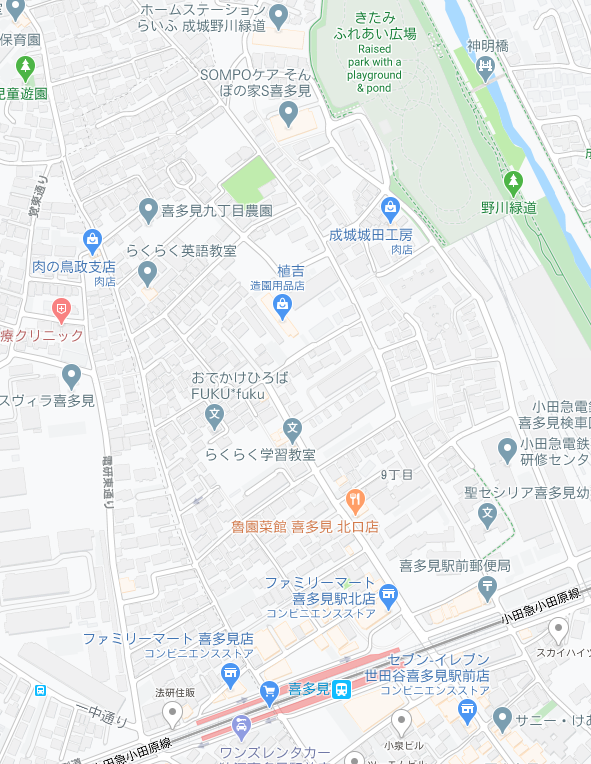 ホームステーション
らいふ 成城野川緑道
きたみ
ふれあい広場
Raised
park with a
playground
& pond
保育園
神明橋
SOMPOケア そん
ぽの家S喜多見
児童遊園
覚東通り
喜多見九丁目農園
野川緑道
成城城田工房
肉店
肉の鳥政支店
肉店
らくらく英語教室
植吉
造園用品店
療クリニック
おでかけひろば
FUKU*fuku
スヴィラ喜多見
小田急電鉄
喜多見検車区
小田急電鉄
研修センタ
らくらく学習教室
9丁目
電研東通り
聖セシリア喜多見幼
魯園菜館 喜多見 北口店
喜多見駅前郵便局
ファミリーマート
喜多見駅北店
コンビニエンスストア
小田急小田原線
ファミリーマート 喜多見店
コンビニエンスストア
スカイハイツ
セブン-イレブン
世田谷喜多見駅前店
コンビニエンスストア
喜多見
法研住販
一中通り
サニー・けお
小泉ビル
小田急小田原線
ワンズレンタカー